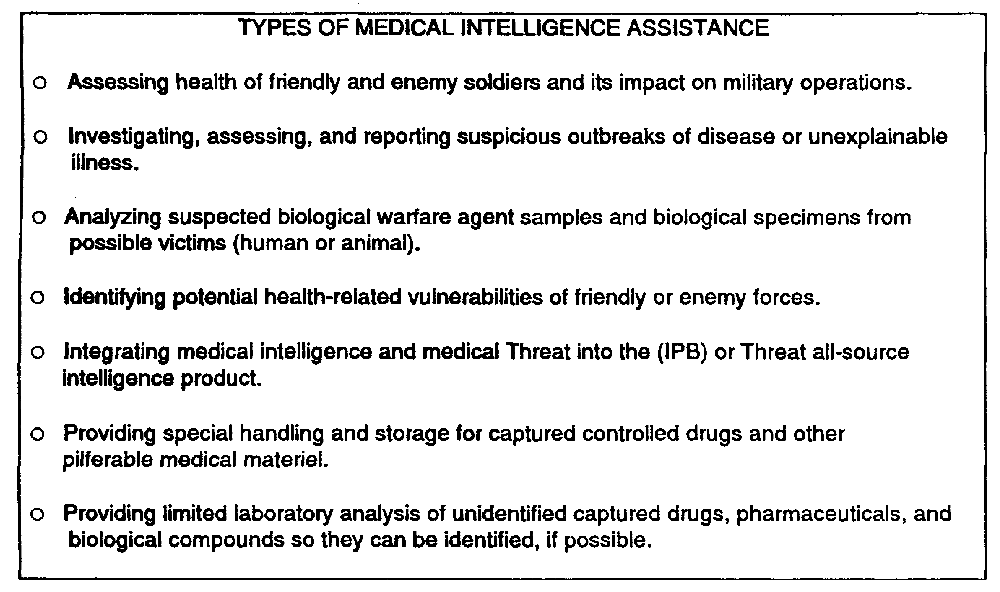 TYPES OF MEDICAL INTELLIGENCE ASSISTANCE
○ Assessing health of friendly and enemy soldiers and its impact on military operations.
○ Investigating, assessing, and reporting suspicious outbreaks of disease or unexplainable
illness.
○ Analyzing suspected biological warfare agent samples and biological specimens from
possible victims (human or animal).
○ Identifying potential health-related vulnerabilities of friendly or enemy forces.
○ Integrating medical intelligence and medical Threat into the (IPB) or Threat all-source
intelligence product.
○ Providing special handling and storage for captured controlled drugs and other
pilferable medical materiel.
○ Providing limited laboratory analysis of unidentified captured drugs, pharmaceuticals, and
biological compounds so they can be identified, if possible.